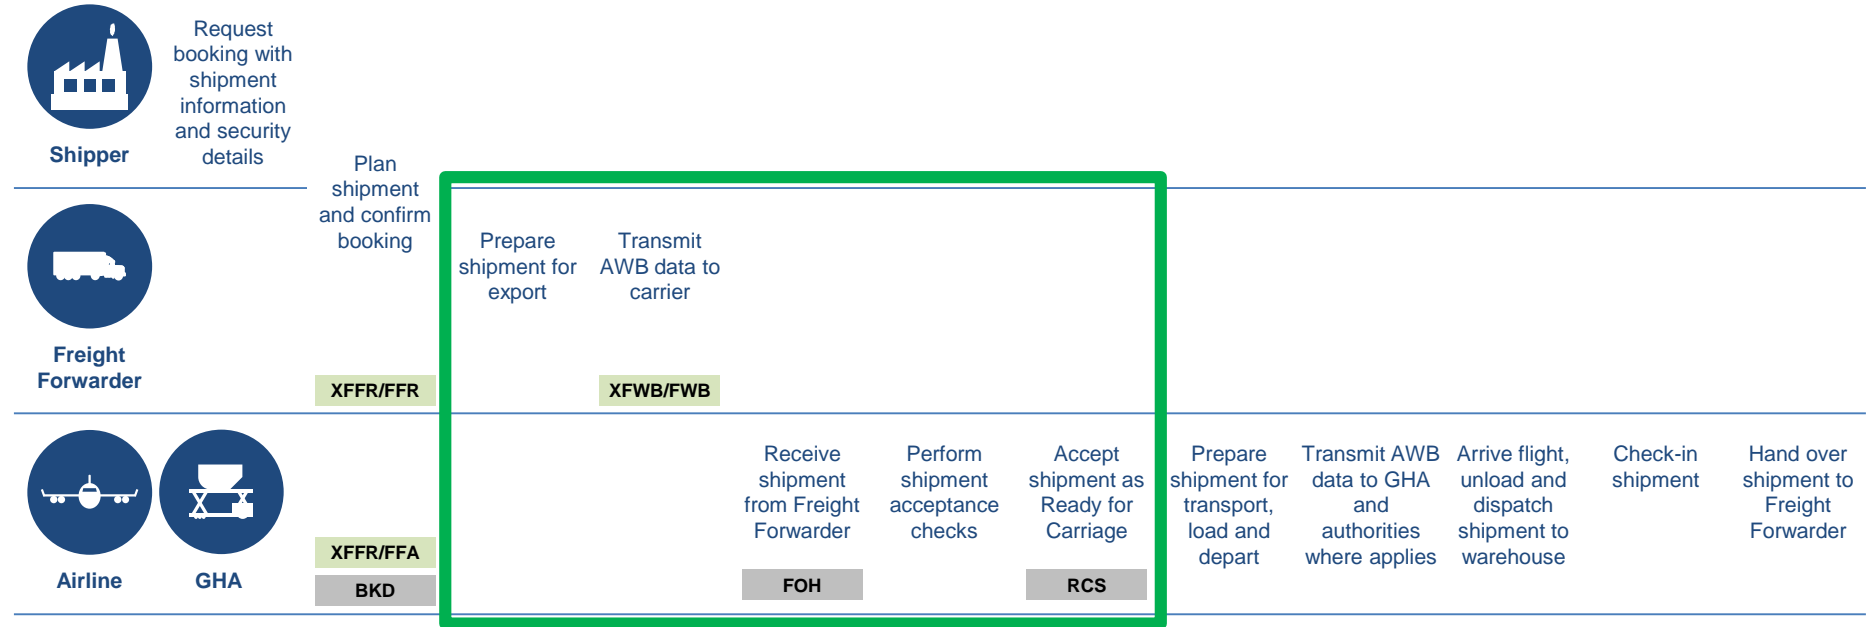 Request
booking with
shipment
information
and security
details
Shipper
Plan
shipment
and confirm
booking
Prepare
shipment for
export
Transmit
AWB data to
carrier
Freight
Forwarder
XFFR/FFR
XFWB/FWB
Receive
shipment
from Freight
Forwarder
Perform
shipment
acceptance
checks
Accept
shipment as
Ready for
Carriage
Prepare
shipment for
transport,
load and
depart
Transmit AWB
data to GHA
and
authorities
where applies
Arrive flight,
unload and
dispatch
shipment to
warehouse
Check-in
shipment
Hand over
shipment to
Freight
Forwarder
Airline
GHA
XFFR/FFA
BKD
FOH
RCS